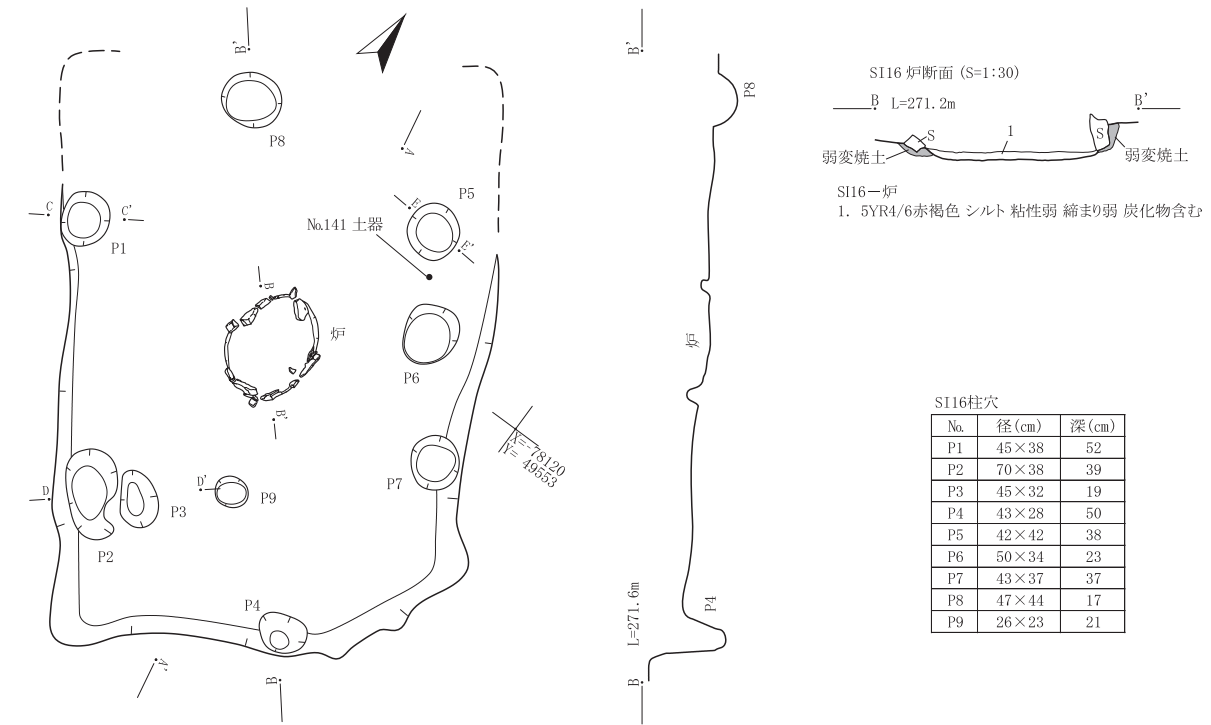 B'
P8
A
P5
E
C
C'
E'
No.141 土器
P1
B
炉
P6
B'
X=-78120
Y= 49553
D
D'
P7
P9
P3
P2
P4
A'
B
B'
P8
炉
P4
L=271.6m
B
SI16 炉断面 (S=1:30)
B L=271.2m
B'
S
1
S
弱変焼土
弱変焼土
SI16－炉
1. 5YR4/6赤褐色 シルト 粘性弱 締まり弱 炭化物含む
SI16柱穴
No. 径(cm) 深(cm)
P1 45×38 52
P2 70×38 39
P3 45×32 19
P4 43×28 50
P5 42×42 38
P6 50×34 23
P7 43×37 37
P8 47×44 17
P9 26×23 21